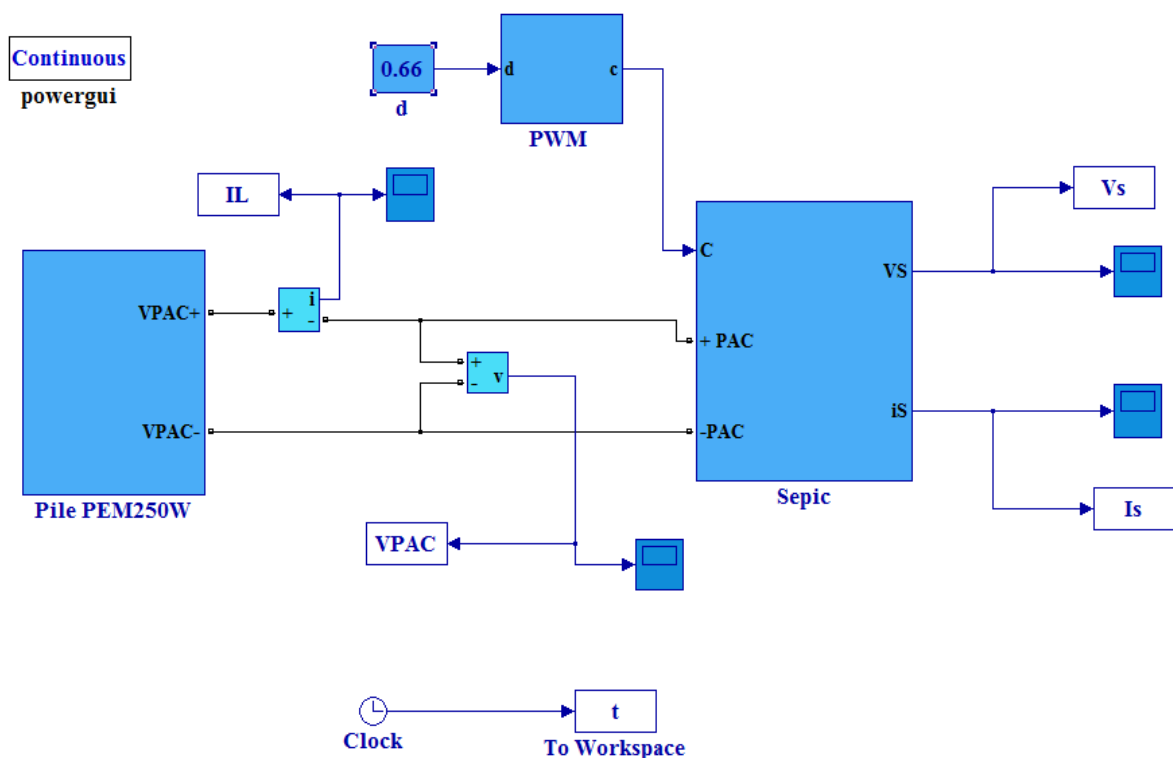 Continuous
powergui
0.66
d
d
c
PWM
IL
Vs
C
VS
VPAC+
i
+
-
+ PAC
+
-
v
iS
VPAC-
-PAC
Pile PEM250W
Sepic
Is
VPAC
t
Clock
To Workspace